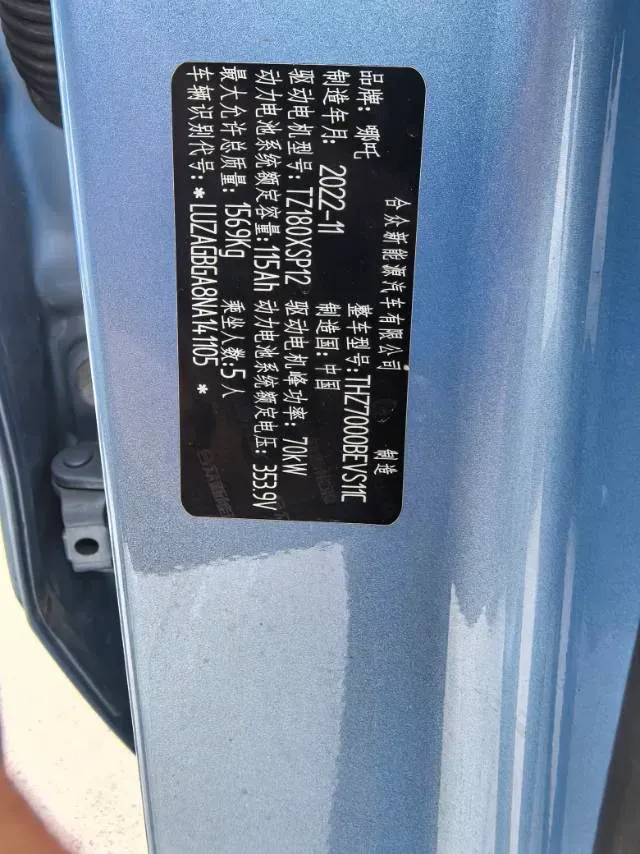 合众新能源汽车有限公司 制造
品牌：哪吒 整车型号：THZ7000BEVS11C
制造年月：2022-11 制造国：中国
驱动电机型号：TZ180XSP12 驱动电机峰功率：70kW
动力电池系统额定容量：115Ah 动力电池系统额定电压：353.9V
最大允许总质量：1569Kg 乘坐人数：5人
车辆识别代号：*LUZAGBGA8NA141105*